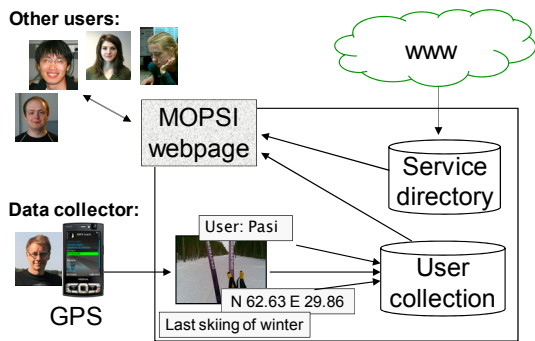 Other users:
www
MOPSI
webpage
Service
directory
Data collector:
User: Pasi
User
collection
N 62.63 E 29.86
GPS
Last skiing of winter